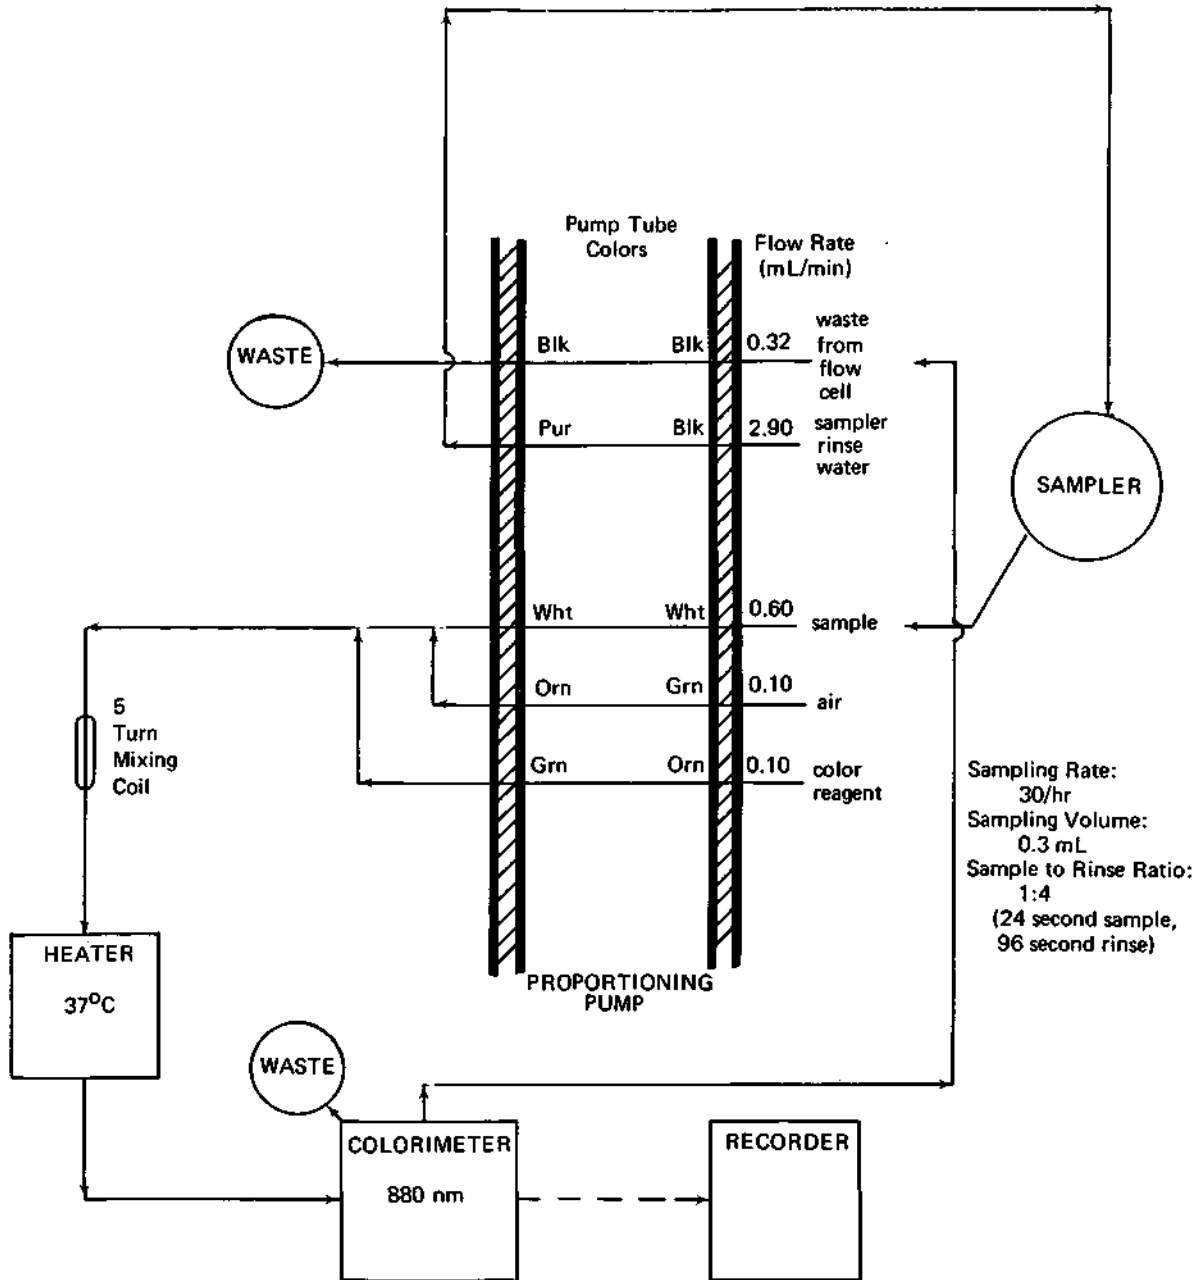 Pump Tube
Colors
Flow Rate
(mL/min)
WASTE
Blk
Blk
0.32
waste
from
flow
cell
Pur
Blk
2.90
sampler
rinse
water
SAMPLER
Wht
Wht
0.60
sample
Orn
Grn
0.10
air
Grn
Orn
0.10
color
reagent
5
Turn
Mixing
Coil
Sampling Rate:
30/hr
Sampling Volume:
0.3 mL
Sample to Rinse Ratio:
1:4
(24 second sample,
96 second rinse)
HEATER
37°C
PROPORTIONING
PUMP
WASTE
COLORIMETER
880 nm
RECORDER